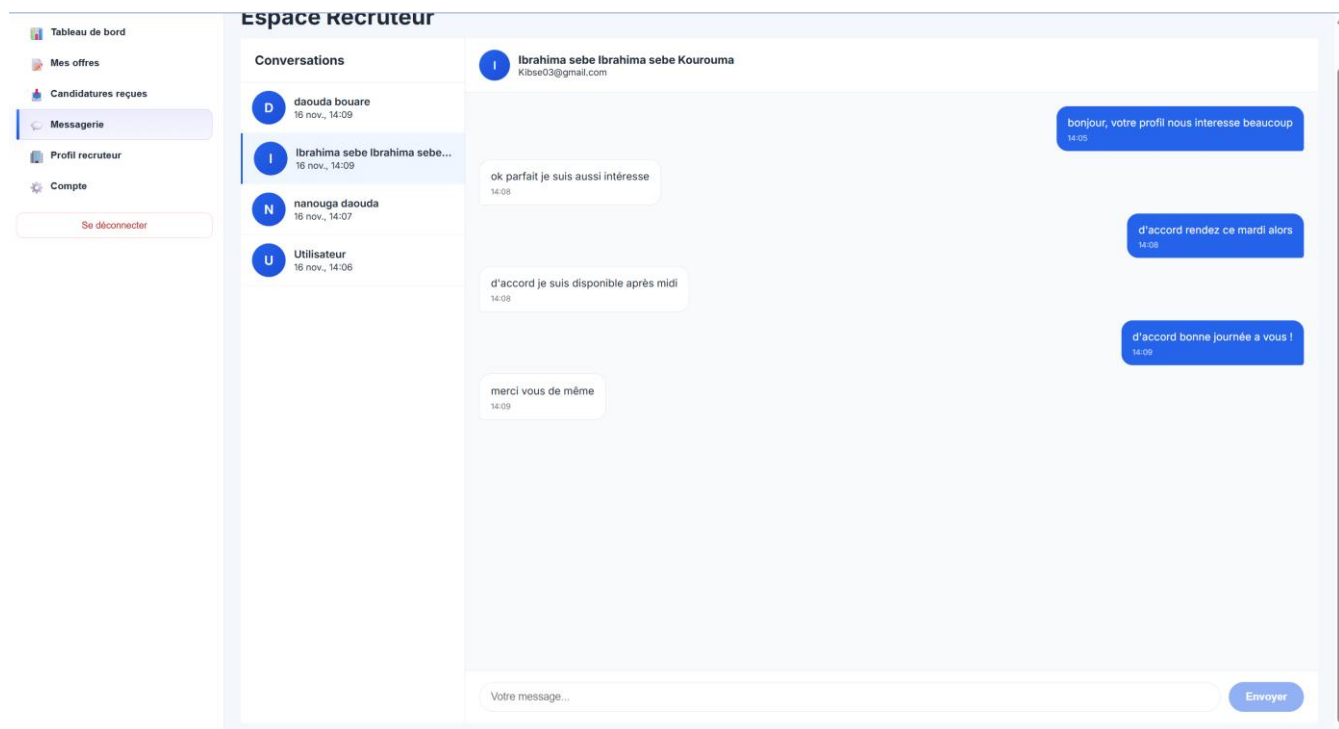 Espace Recruteur
Tableau de bord
Mes offres
Candidatures reçues
Messagerie
Profil recruteur
Compte
Se déconnecter
Conversations
D
daouda bouare
16 nov., 14:09
I
Ibrahima sebe Ibrahima sebe...
16 nov., 14:09
N
nanouga daouda
16 nov., 14:07
U
Utilisateur
16 nov., 14:06
I
Ibrahima sebe Ibrahima sebe Kourouma
Kibse03@gmail.com
bonjour, votre profil nous interesse beaucoup
14:05
ok parfait je suis aussi intéresse
14:08
d'accord rendez ce mardi alors
14:08
d'accord je suis disponible après midi
14:08
d'accord bonne journée a vous !
14:09
merci vous de même
14:09
Votre message...
Envoyer